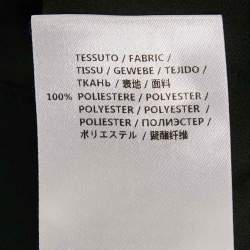 TESSUTO / FABRIC /
TISSU / GEWEBE / TEJIDO /
ТКАНЬ / 表地 / 面料
100% POLIESTERE / POLYESTER /
POLYESTER / POLYESTER /
POLIESTER / ПОЛИЭСТЕР /
ポリエステル / 聚酯纤维